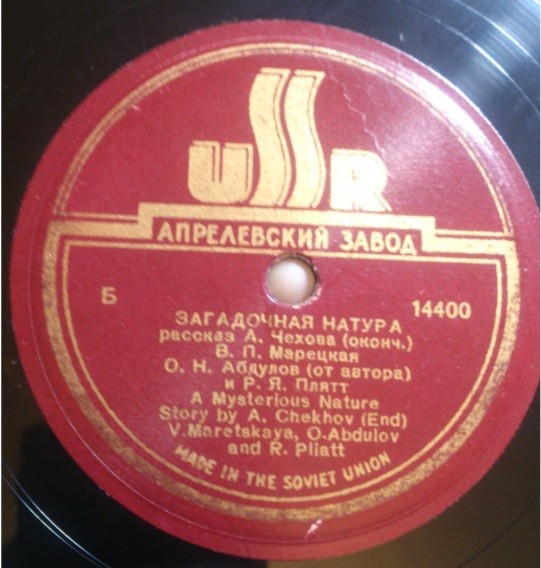 USSR
АПРЕЛЕВСКИЙ ЗАВОД
Б
14400
ЗАГАДОЧНАЯ НАТУРА
рассказ А. Чехова (оконч.)
В. П. Марецкая
О. Н. Абдулов (от автора)
и Р. Я. Плятт
A Mysterious Nature
Story by A. Chekhov (End)
V. Maretskaya, O. Abdulov
and R. Pliatt
MADE IN THE SOVIET UNION